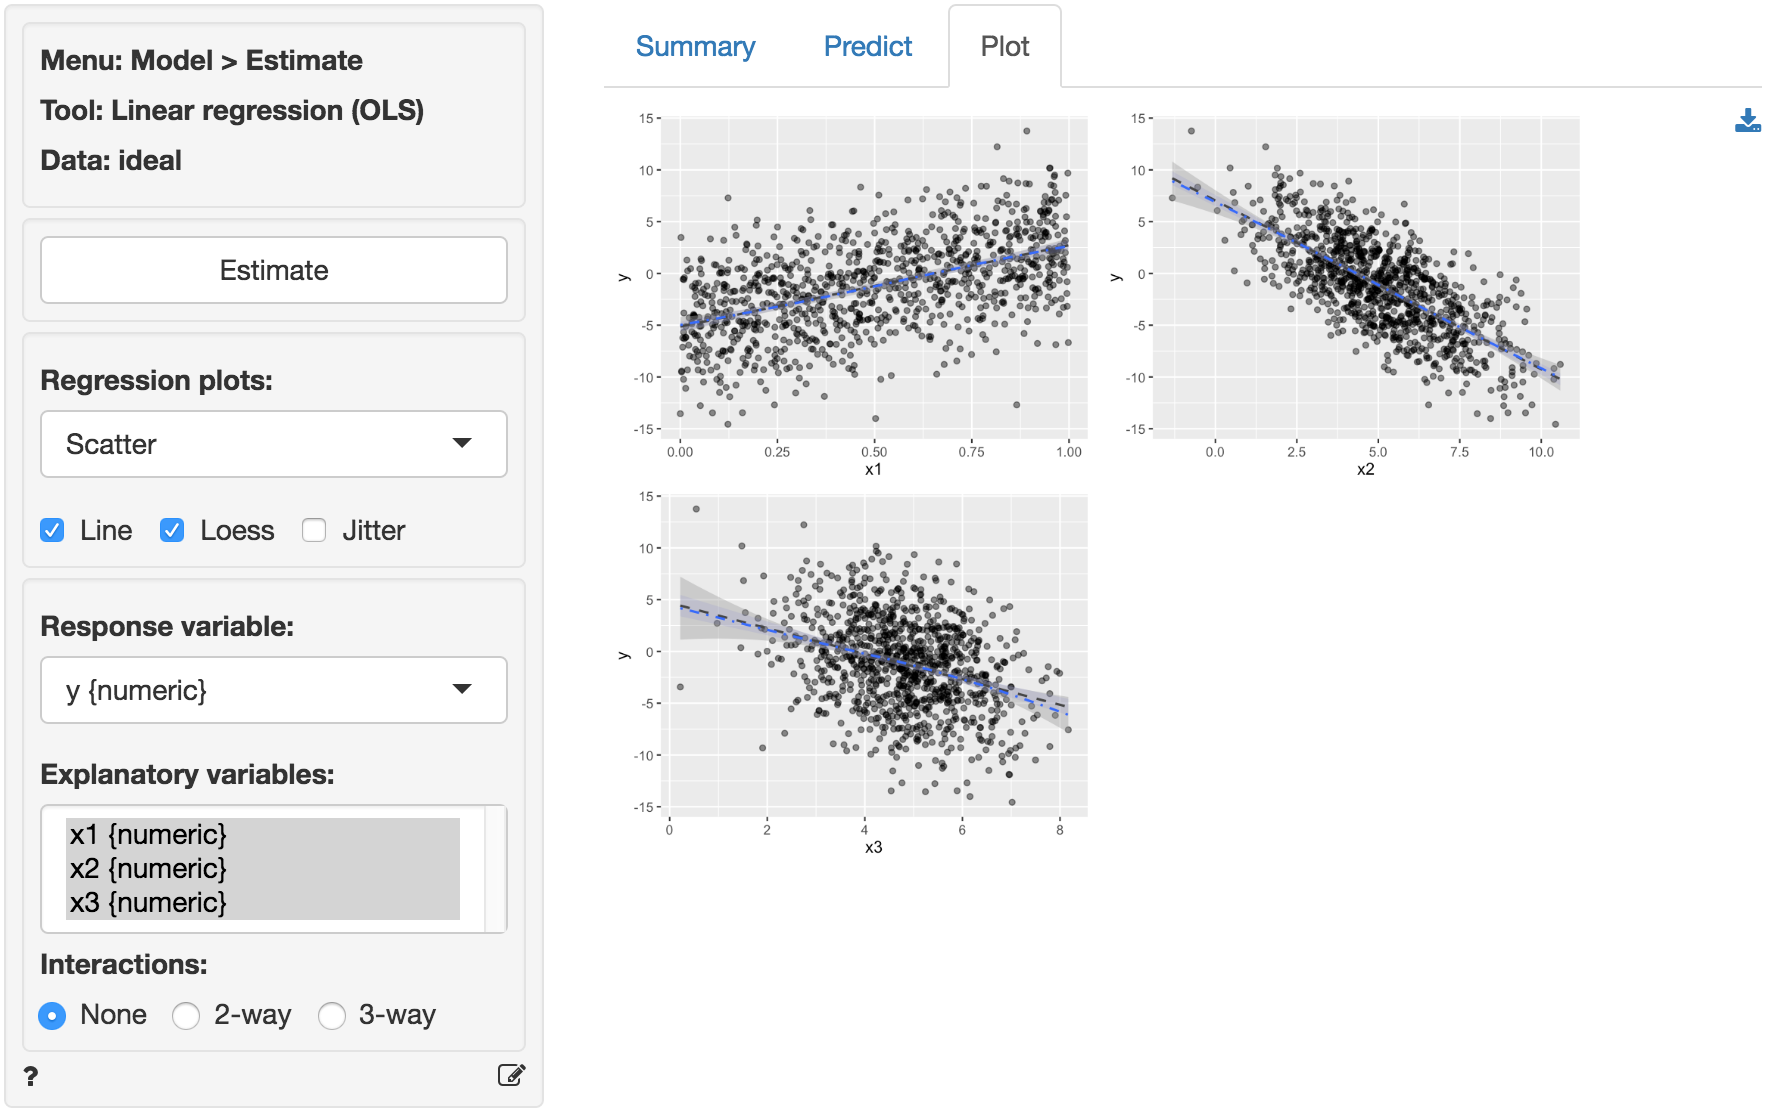 Menu: Model > Estimate
Tool: Linear regression (OLS)
Data: ideal
Estimate
Regression plots:
Scatter
Line Loess Jitter
Response variable:
y {numeric}
Explanatory variables:
x1 {numeric}
x2 {numeric}
x3 {numeric}
Interactions:
None 2-way 3-way
?
Summary Predict Plot
15
10
5
0
-5
-10
-15
y
0.00 0.25 0.50 0.75 1.00
x1
15
10
5
0
-5
-10
-15
y
0.0 2.5 5.0 7.5 10.0
x2
15
10
5
0
-5
-10
-15
y
0 2 4 6 8
x3